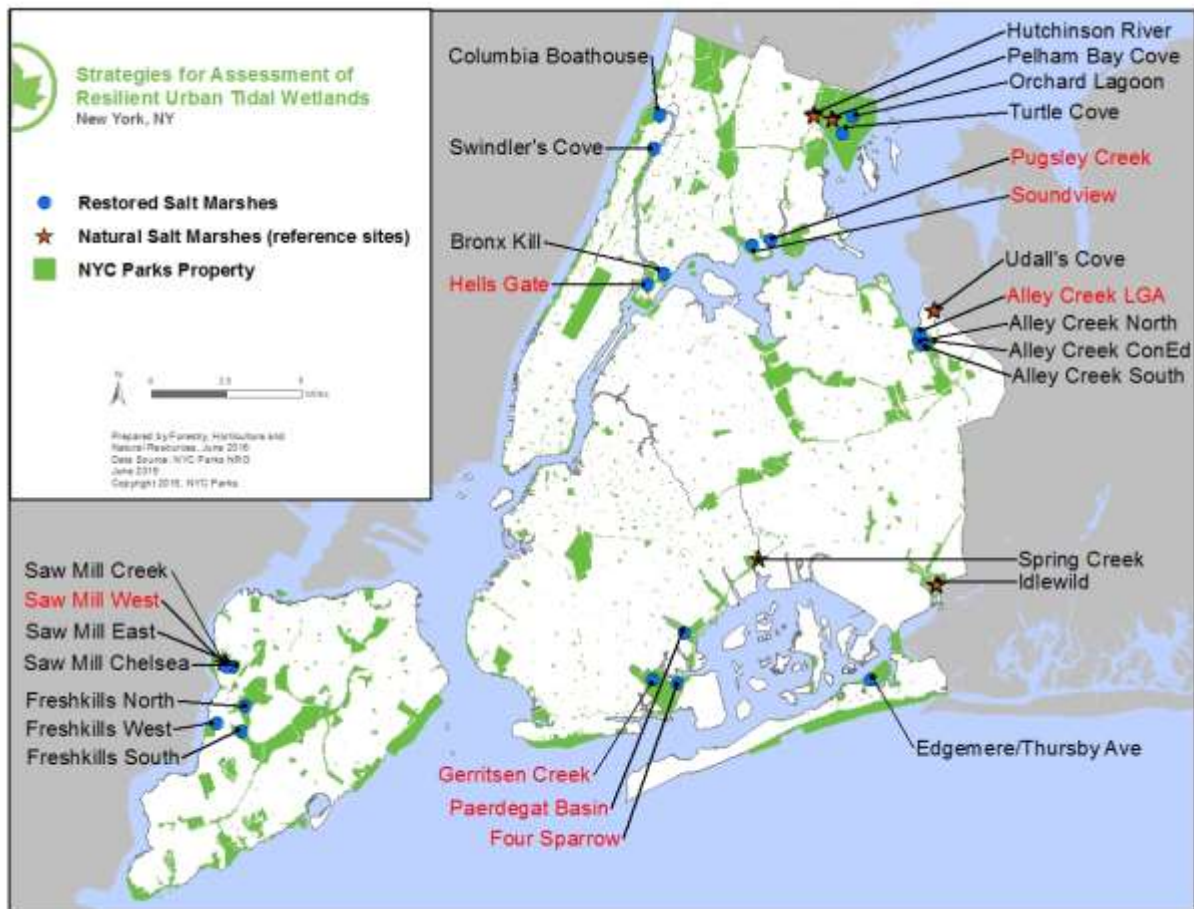 Strategies for Assessment of
Resilient Urban Tidal Wetlands
New York, NY
Restored Salt Marshes
Natural Salt Marshes (reference sites)
NYC Parks Property
N
0 2.5 5
Miles
Prepared by Forestry, Horticulture and
Natural Resources, June 2016
Data Source: NYC Parks NRG
June 2016
Copyright 2016, NYC Parks
Columbia Boathouse
Swindler's Cove
Bronx Kill
Hells Gate
Hutchinson River
Pelham Bay Cove
Orchard Lagoon
Turtle Cove
Pugsley Creek
Soundview
Udall's Cove
Alley Creek LGA
Alley Creek North
Alley Creek ConEd
Alley Creek South
Spring Creek
Idlewild
Saw Mill Creek
Saw Mill West
Saw Mill East
Saw Mill Chelsea
Freshkills North
Freshkills West
Freshkills South
Edgemere/Thursby Ave
Gerritsen Creek
Paerdegat Basin
Four Sparrow